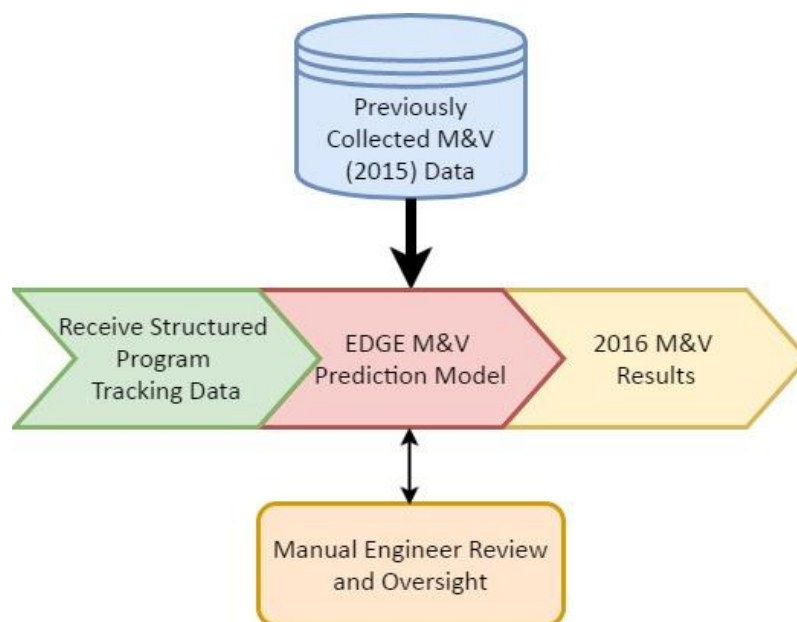 Previously
Collected M&V
(2015) Data
Receive Structured
Program
Tracking Data
EDGE M&V
Prediction Model
2016 M&V
Results
Manual Engineer Review
and Oversight